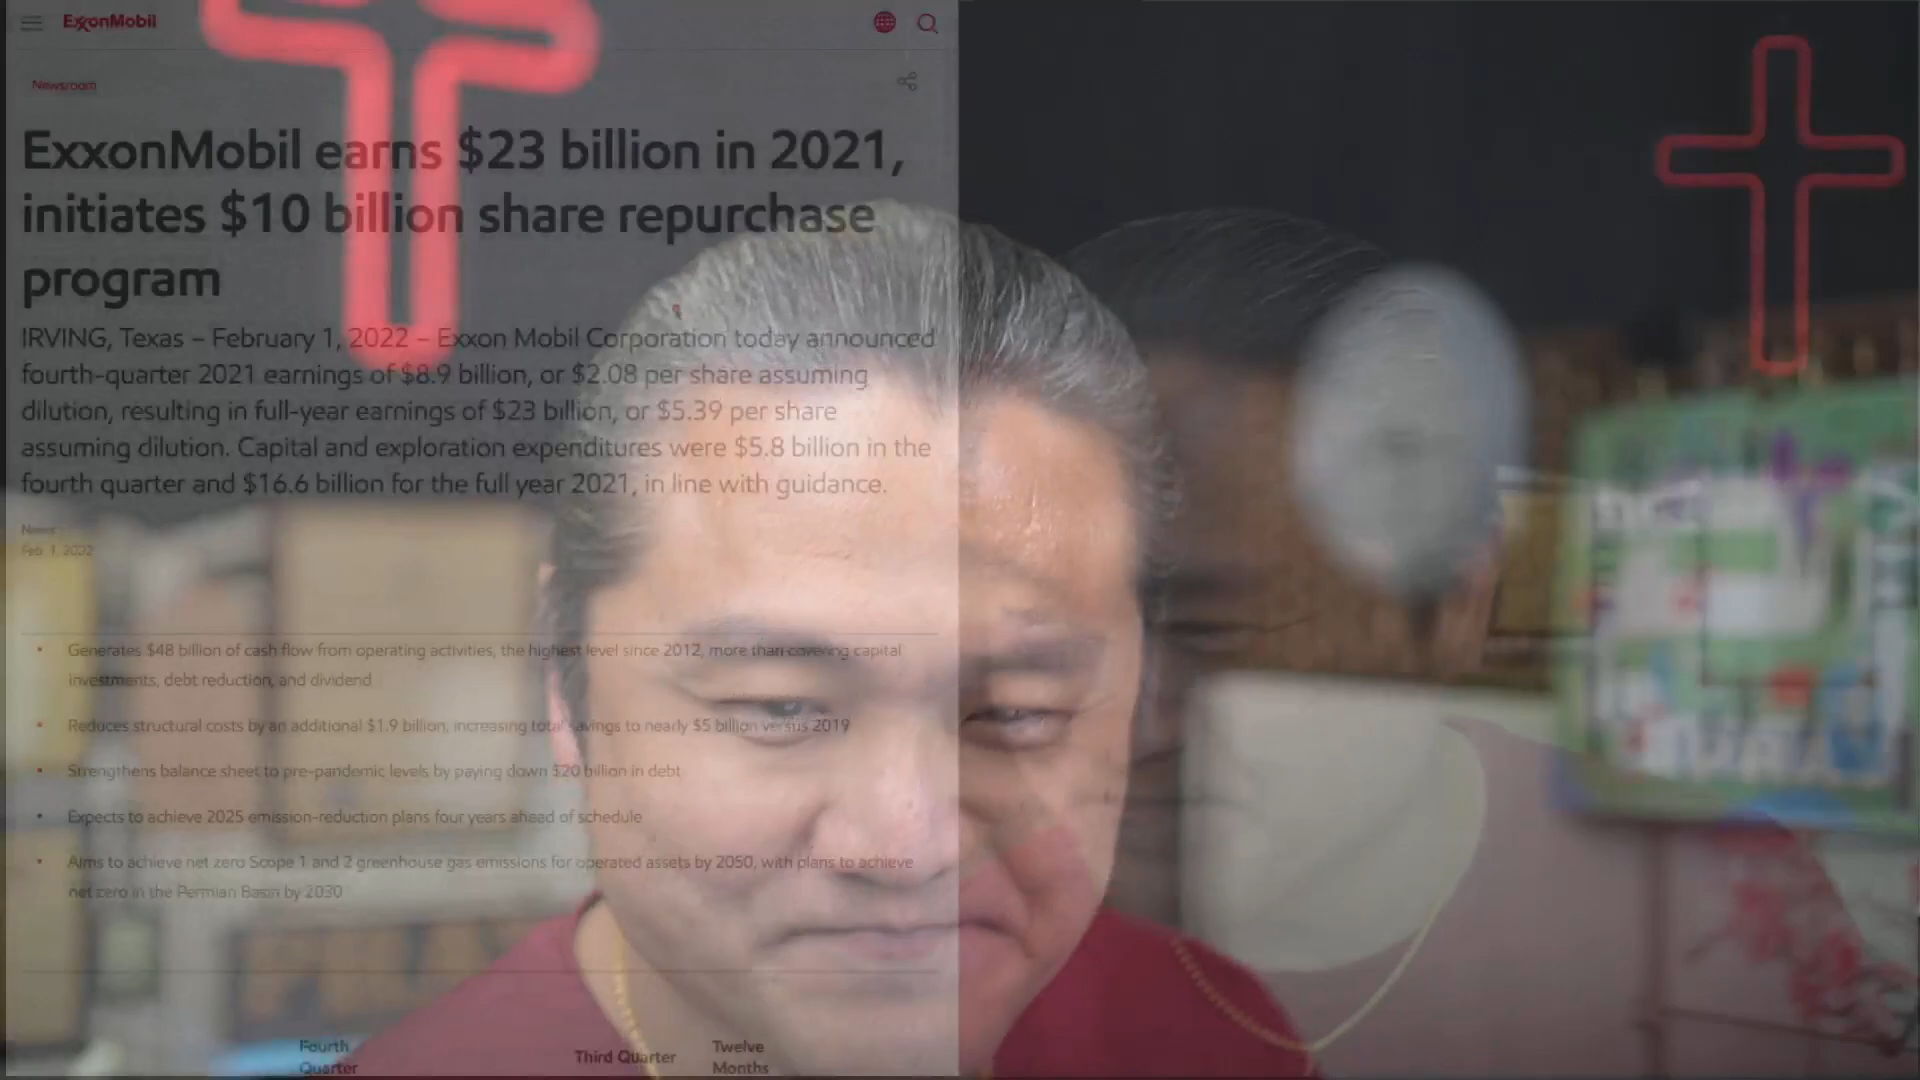 ExxonMobil
Newsroom
ExxonMobil earns $23 billion in 2021,
initiates $10 billion share repurchase
program
IRVING, Texas – February 1, 2022 – Exxon Mobil Corporation today announced
fourth-quarter 2021 earnings of $8.9 billion, or $2.08 per share assuming
dilution, resulting in full-year earnings of $23 billion, or $5.39 per share
assuming dilution. Capital and exploration expenditures were $5.8 billion in the
fourth quarter and $16.6 billion for the full year 2021, in line with guidance.
News
Feb. 1, 2022
• Generates $48 billion of cash flow from operating activities, the highest level since 2012, more than covering capital
investments, debt reduction, and dividend
• Reduces structural costs by an additional $1.9 billion, increasing total savings to nearly $5 billion versus 2019
• Strengthens balance sheet to pre-pandemic levels by paying down $20 billion in debt
• Expects to achieve 2025 emission-reduction plans four years ahead of schedule
• Aims to achieve net zero Scope 1 and 2 greenhouse gas emissions for operated assets by 2050, with plans to achieve
net zero in the Permian Basin by 2030
Fourth
Quarter
Third Quarter
Twelve
Months